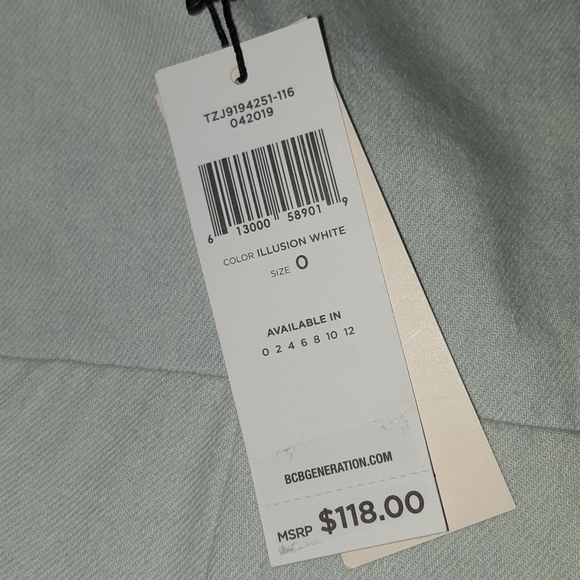 TZJ9194251-116
042019
6 13000 58901 9
COLOR ILLUSION WHITE
SIZE 0
AVAILABLE IN
0 2 4 6 8 10 12
BCBGENERATION.COM
MSRP $118.00